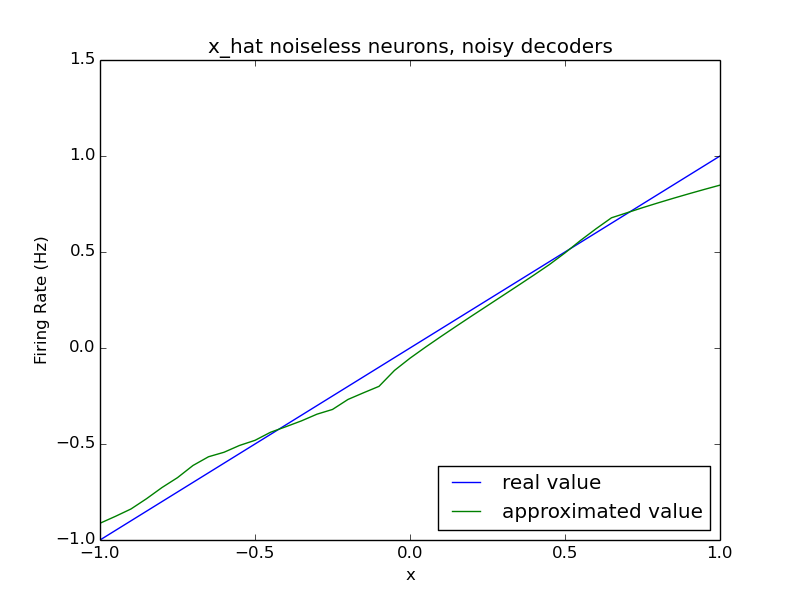 x_hat noiseless neurons, noisy decoders
1.5
1.0
0.5
0.0
−0.5
−1.0
Firing Rate (Hz)
real value
approximated value
−1.0 −0.5 0.0 0.5 1.0
x